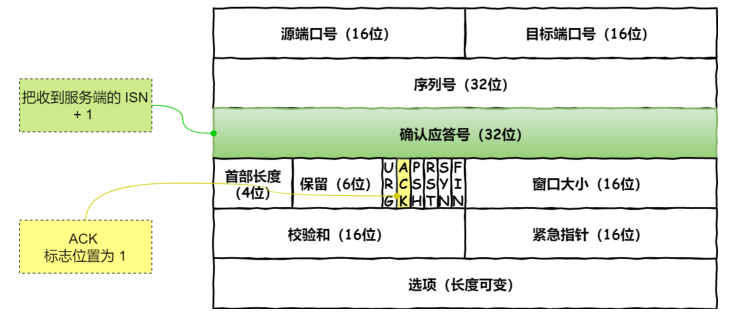 源端口号（16位）
目标端口号（16位）
序列号（32位）
把收到服务端的 ISN
+ 1
确认应答号（32位）
首部长度
（4位）
保留（6位）
URG
ACK
PSH
RST
SYN
FIN
窗口大小（16位）
ACK
标志位置为 1
校验和（16位）
紧急指针（16位）
选项（长度可变）